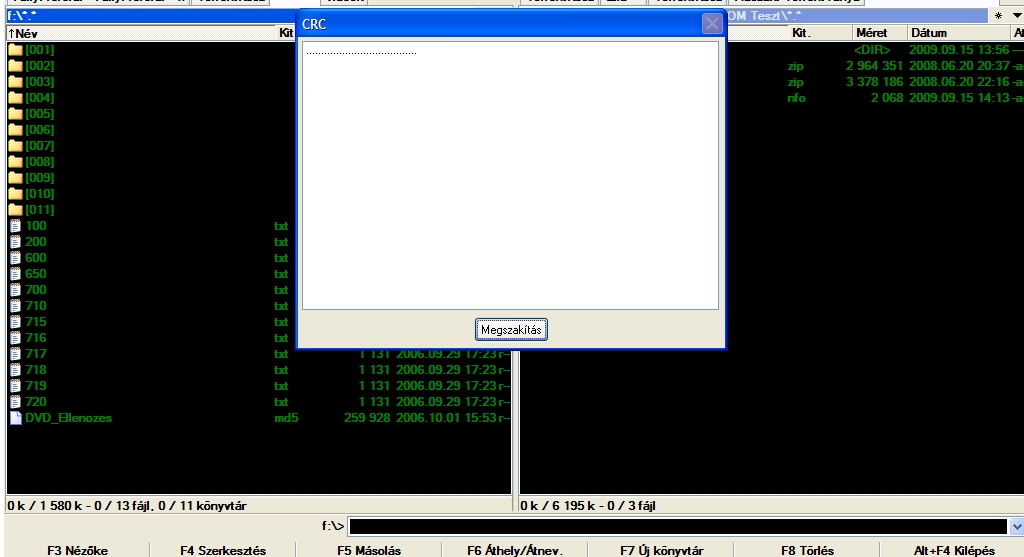 f:\*.*
CRC
OM Teszt\*.*
* ▼
↑Név Kit
Kit. Méret Dátum At
[001]
[002]
[003]
[004]
[005]
[006]
[007]
[008]
[009]
[010]
[011]
100 txt
200 txt
600 txt
650 txt
700 txt
710 txt
715 txt
716 txt
717 txt 1 131 2006.09.29 17:23 r--
718 txt 1 131 2006.09.29 17:23 r--
719 txt 1 131 2006.09.29 17:23 r--
720 txt 1 131 2006.09.29 17:23 r--
DVD_Ellenozes md5 259 928 2006.10.01 15:53 r--
.....................................
Megszakítás
<DIR> 2009.09.15 13:56 ---
zip 2 964 351 2008.06.20 20:37 -a
zip 3 378 186 2008.06.20 22:16 -a
nfo 2 068 2009.09.15 14:13 -a
0 k / 1 580 k - 0 / 13 fájl, 0 / 11 könyvtár
0 k / 6 195 k - 0 / 3 fájl
f:\>
F3 Nézőke F4 Szerkesztés F5 Másolás F6 Áthely/Átnev. F7 Új könyvtár F8 Törlés Alt+F4 Kilépés